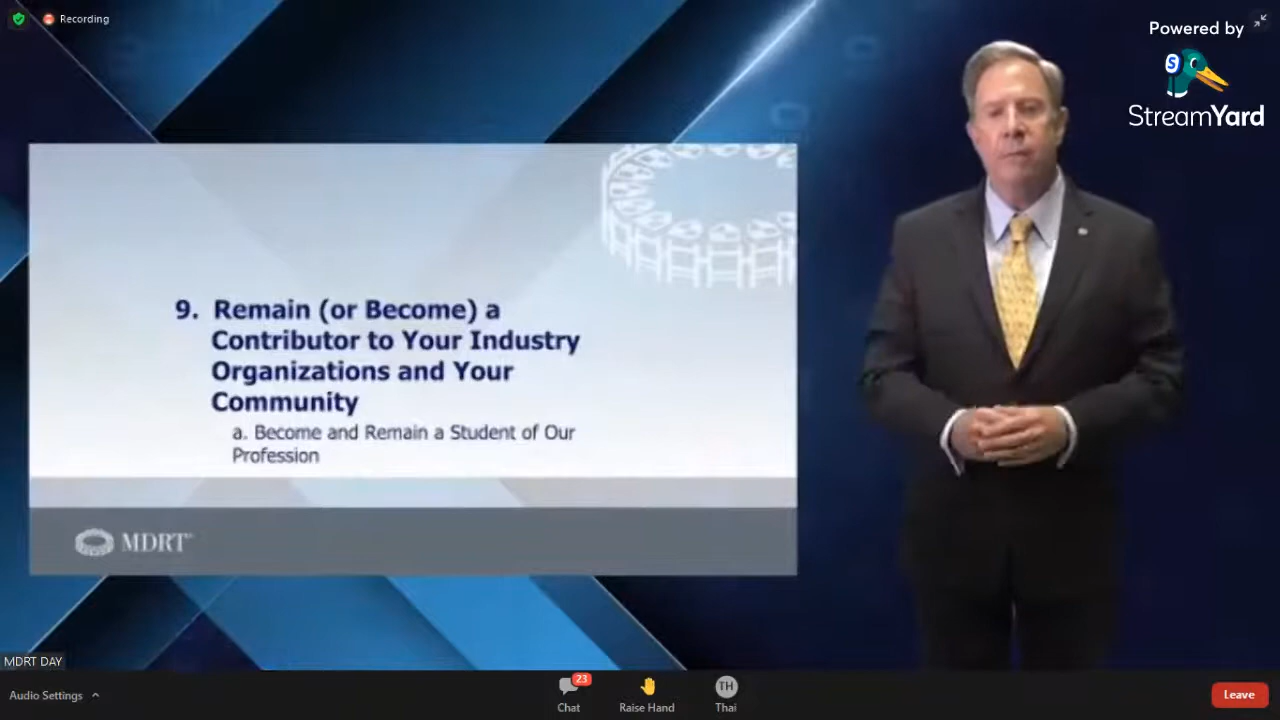 Recording
Powered by
S
StreamYard
9. Remain (or Become) a
Contributor to Your Industry
Organizations and Your
Community
a. Become and Remain a Student of Our
Profession
MDRT
MDRT DAY
Audio Settings
23
Chat
Raise Hand
TH
Thai
Leave